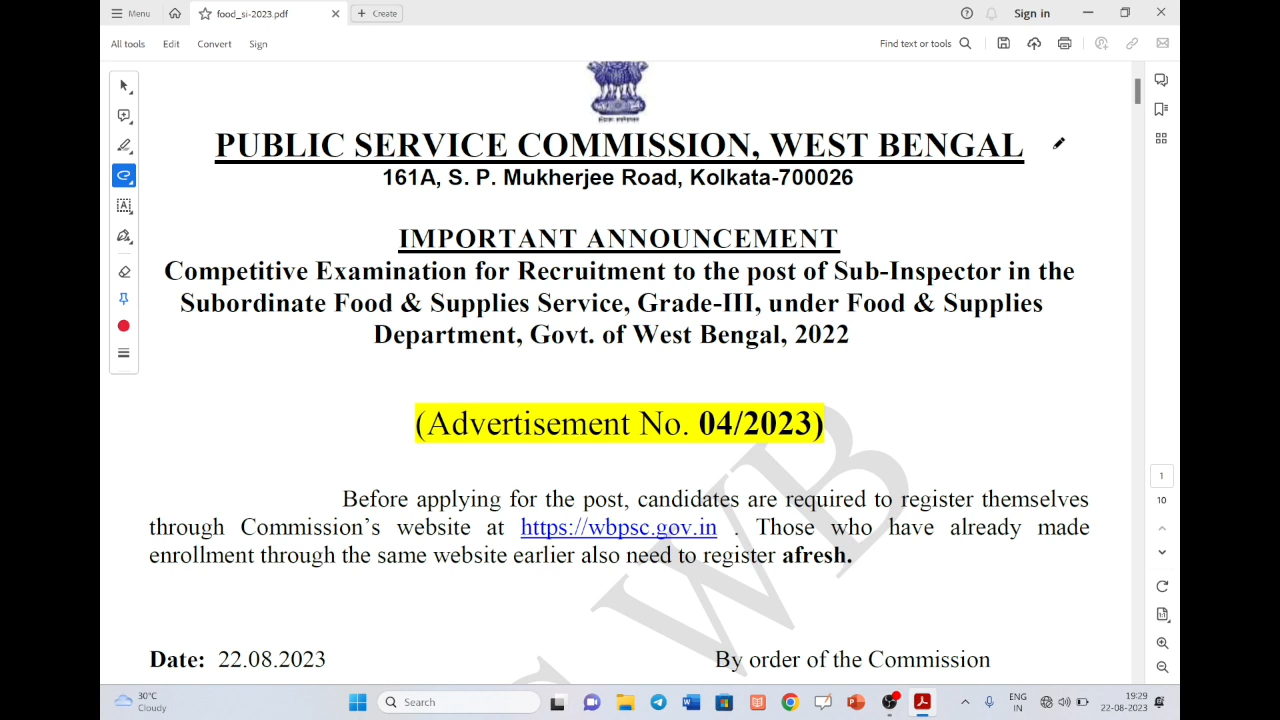 Menu
food_si-2023.pdf
Create
Sign in
All tools
Edit
Convert
Sign
Find text or tools
PUBLIC SERVICE COMMISSION, WEST BENGAL
161A, S. P. Mukherjee Road, Kolkata-700026
IMPORTANT ANNOUNCEMENT
Competitive Examination for Recruitment to the post of Sub-Inspector in the
Subordinate Food & Supplies Service, Grade-III, under Food & Supplies
Department, Govt. of West Bengal, 2022
(Advertisement No. 04/2023)
Before applying for the post, candidates are required to register themselves
through Commission's website at https://wbpsc.gov.in . Those who have already made
enrollment through the same website earlier also need to register afresh.
Date: 22.08.2023
By order of the Commission
WB
1
10
30°C
Cloudy
Search
ENG
IN
19:29
22-08-2023